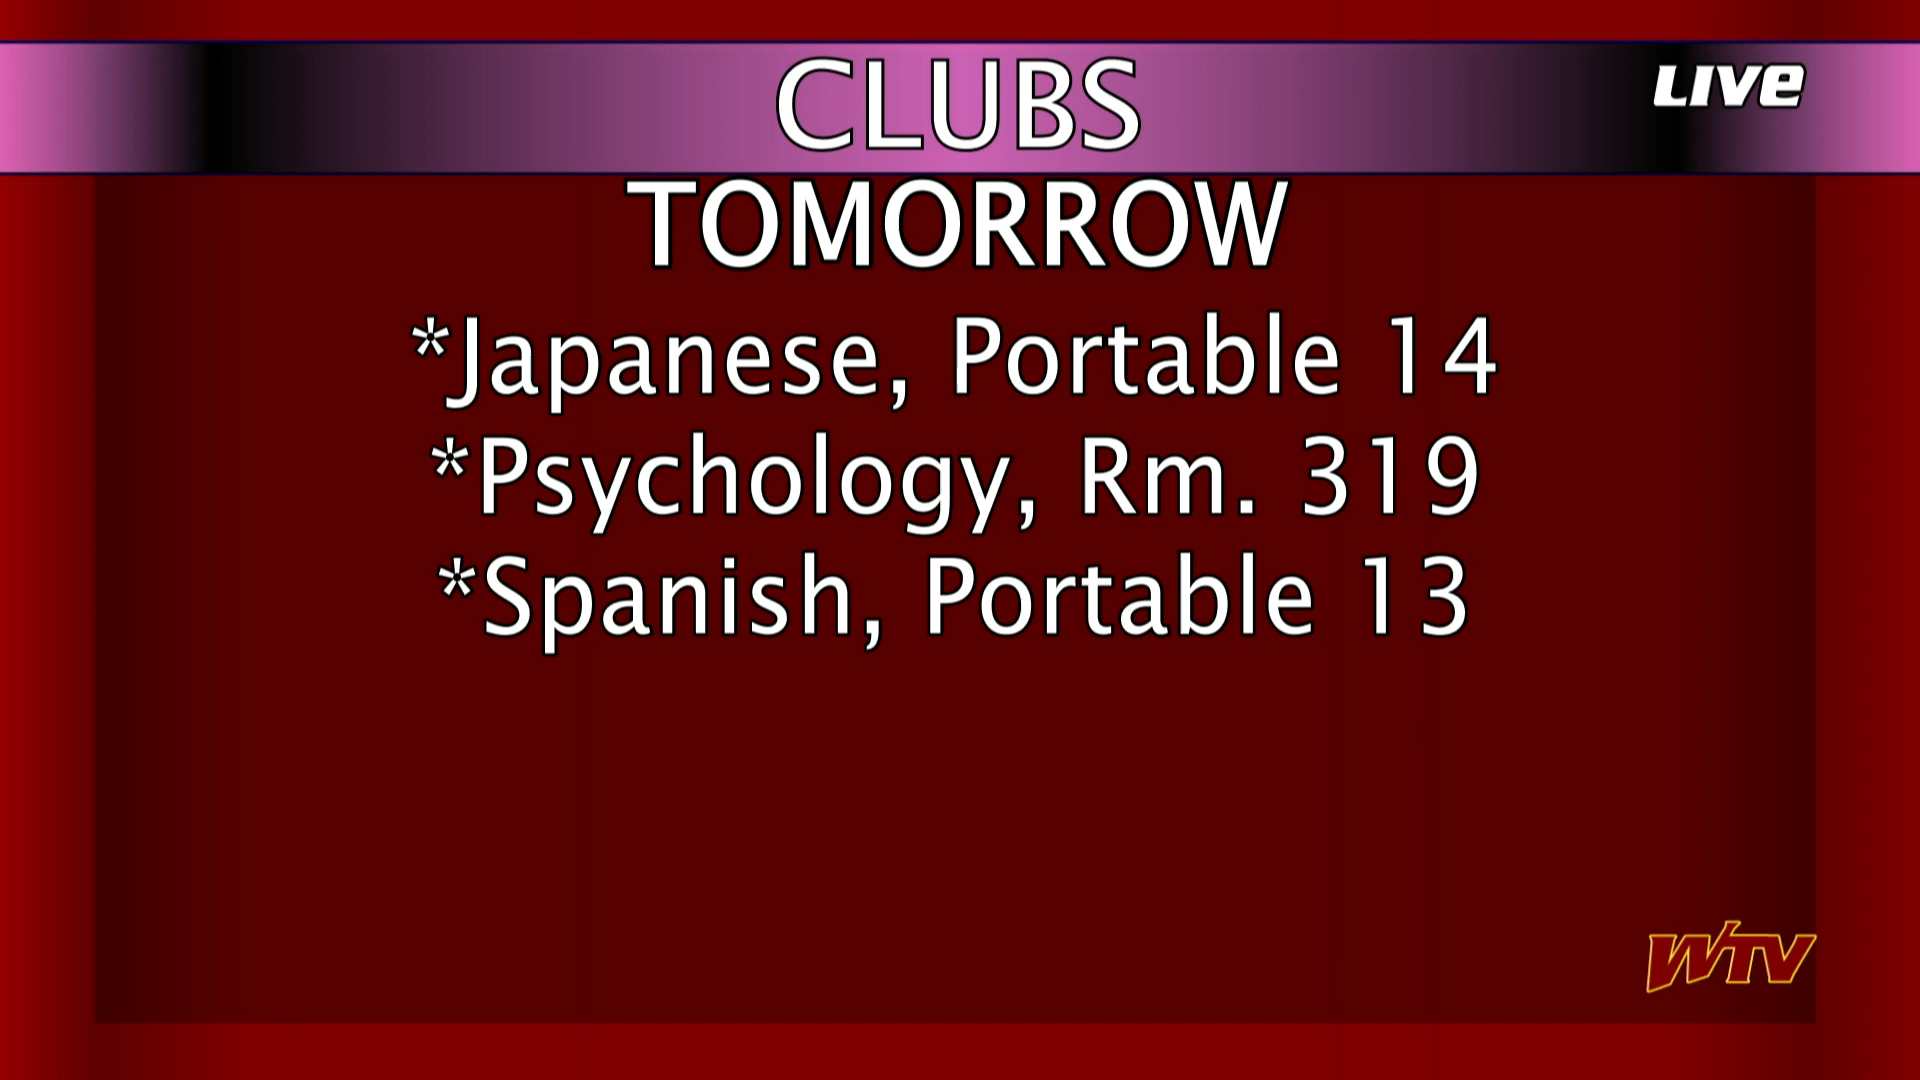 CLUBS
LIVE
TOMORROW
*Japanese, Portable 14
*Psychology, Rm. 319
*Spanish, Portable 13
WTV